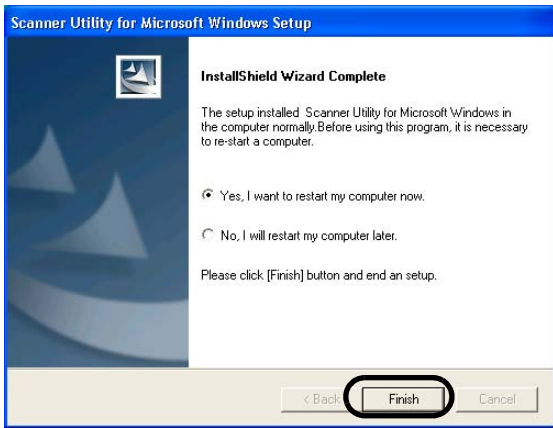 Scanner Utility for Microsoft Windows Setup
InstallShield Wizard Complete
The setup installed Scanner Utility for Microsoft Windows in
the computer normally.Before using this program, it is necessary
to re-start a computer.
Yes, I want to restart my computer now.
No, I will restart my computer later.
Please click [Finish] button and end an setup.
< Back
Finish
Cancel